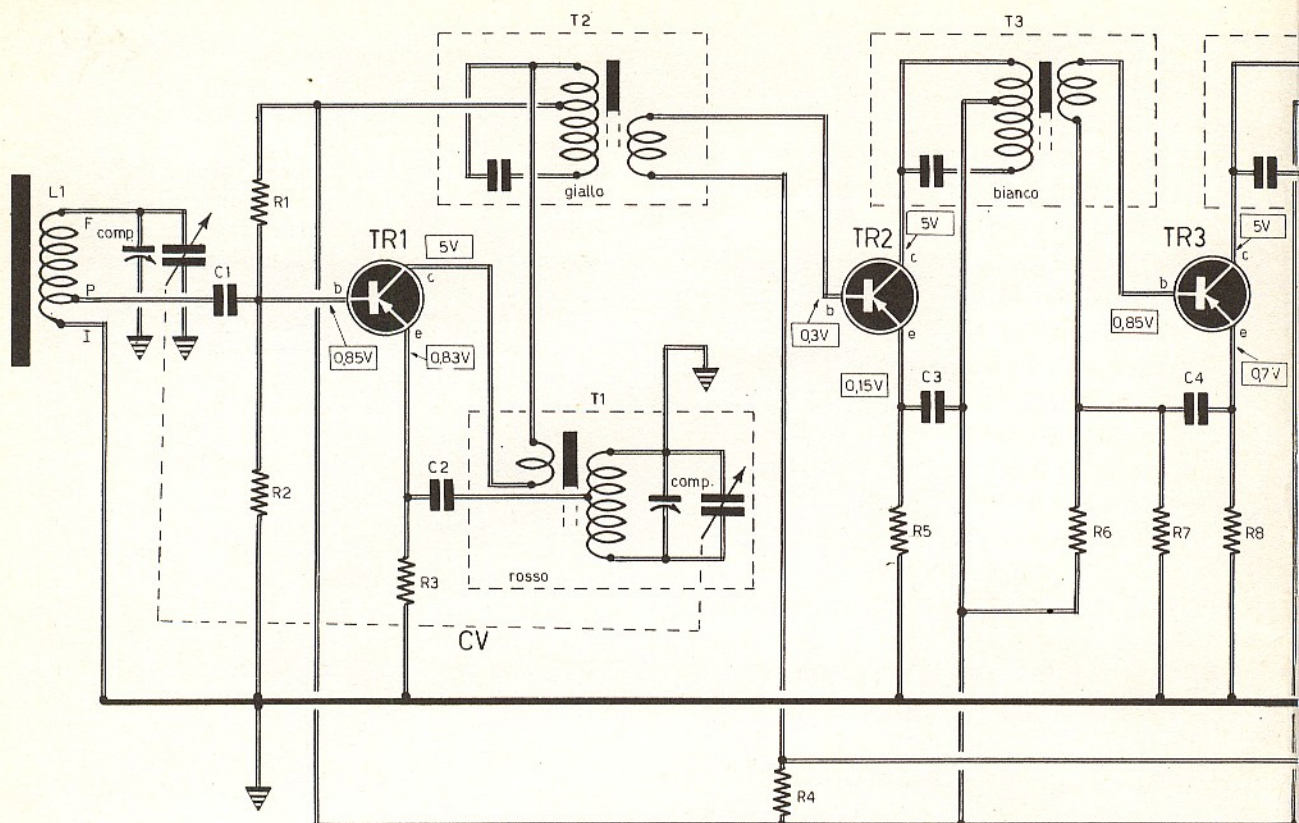 T2
T3
L1
F
comp
R1
giallo
bianco
P
C1
TR1
5V
TR2
5V
TR3
5V
b
c
c
c
I
b
b
e
0,85V
0,83V
0,3V
e
0,85V
e
0,15V
C3
C4
0,7V
T1
C2
comp.
R2
R5
R6
R7
R8
R3
rosso
CV
R4